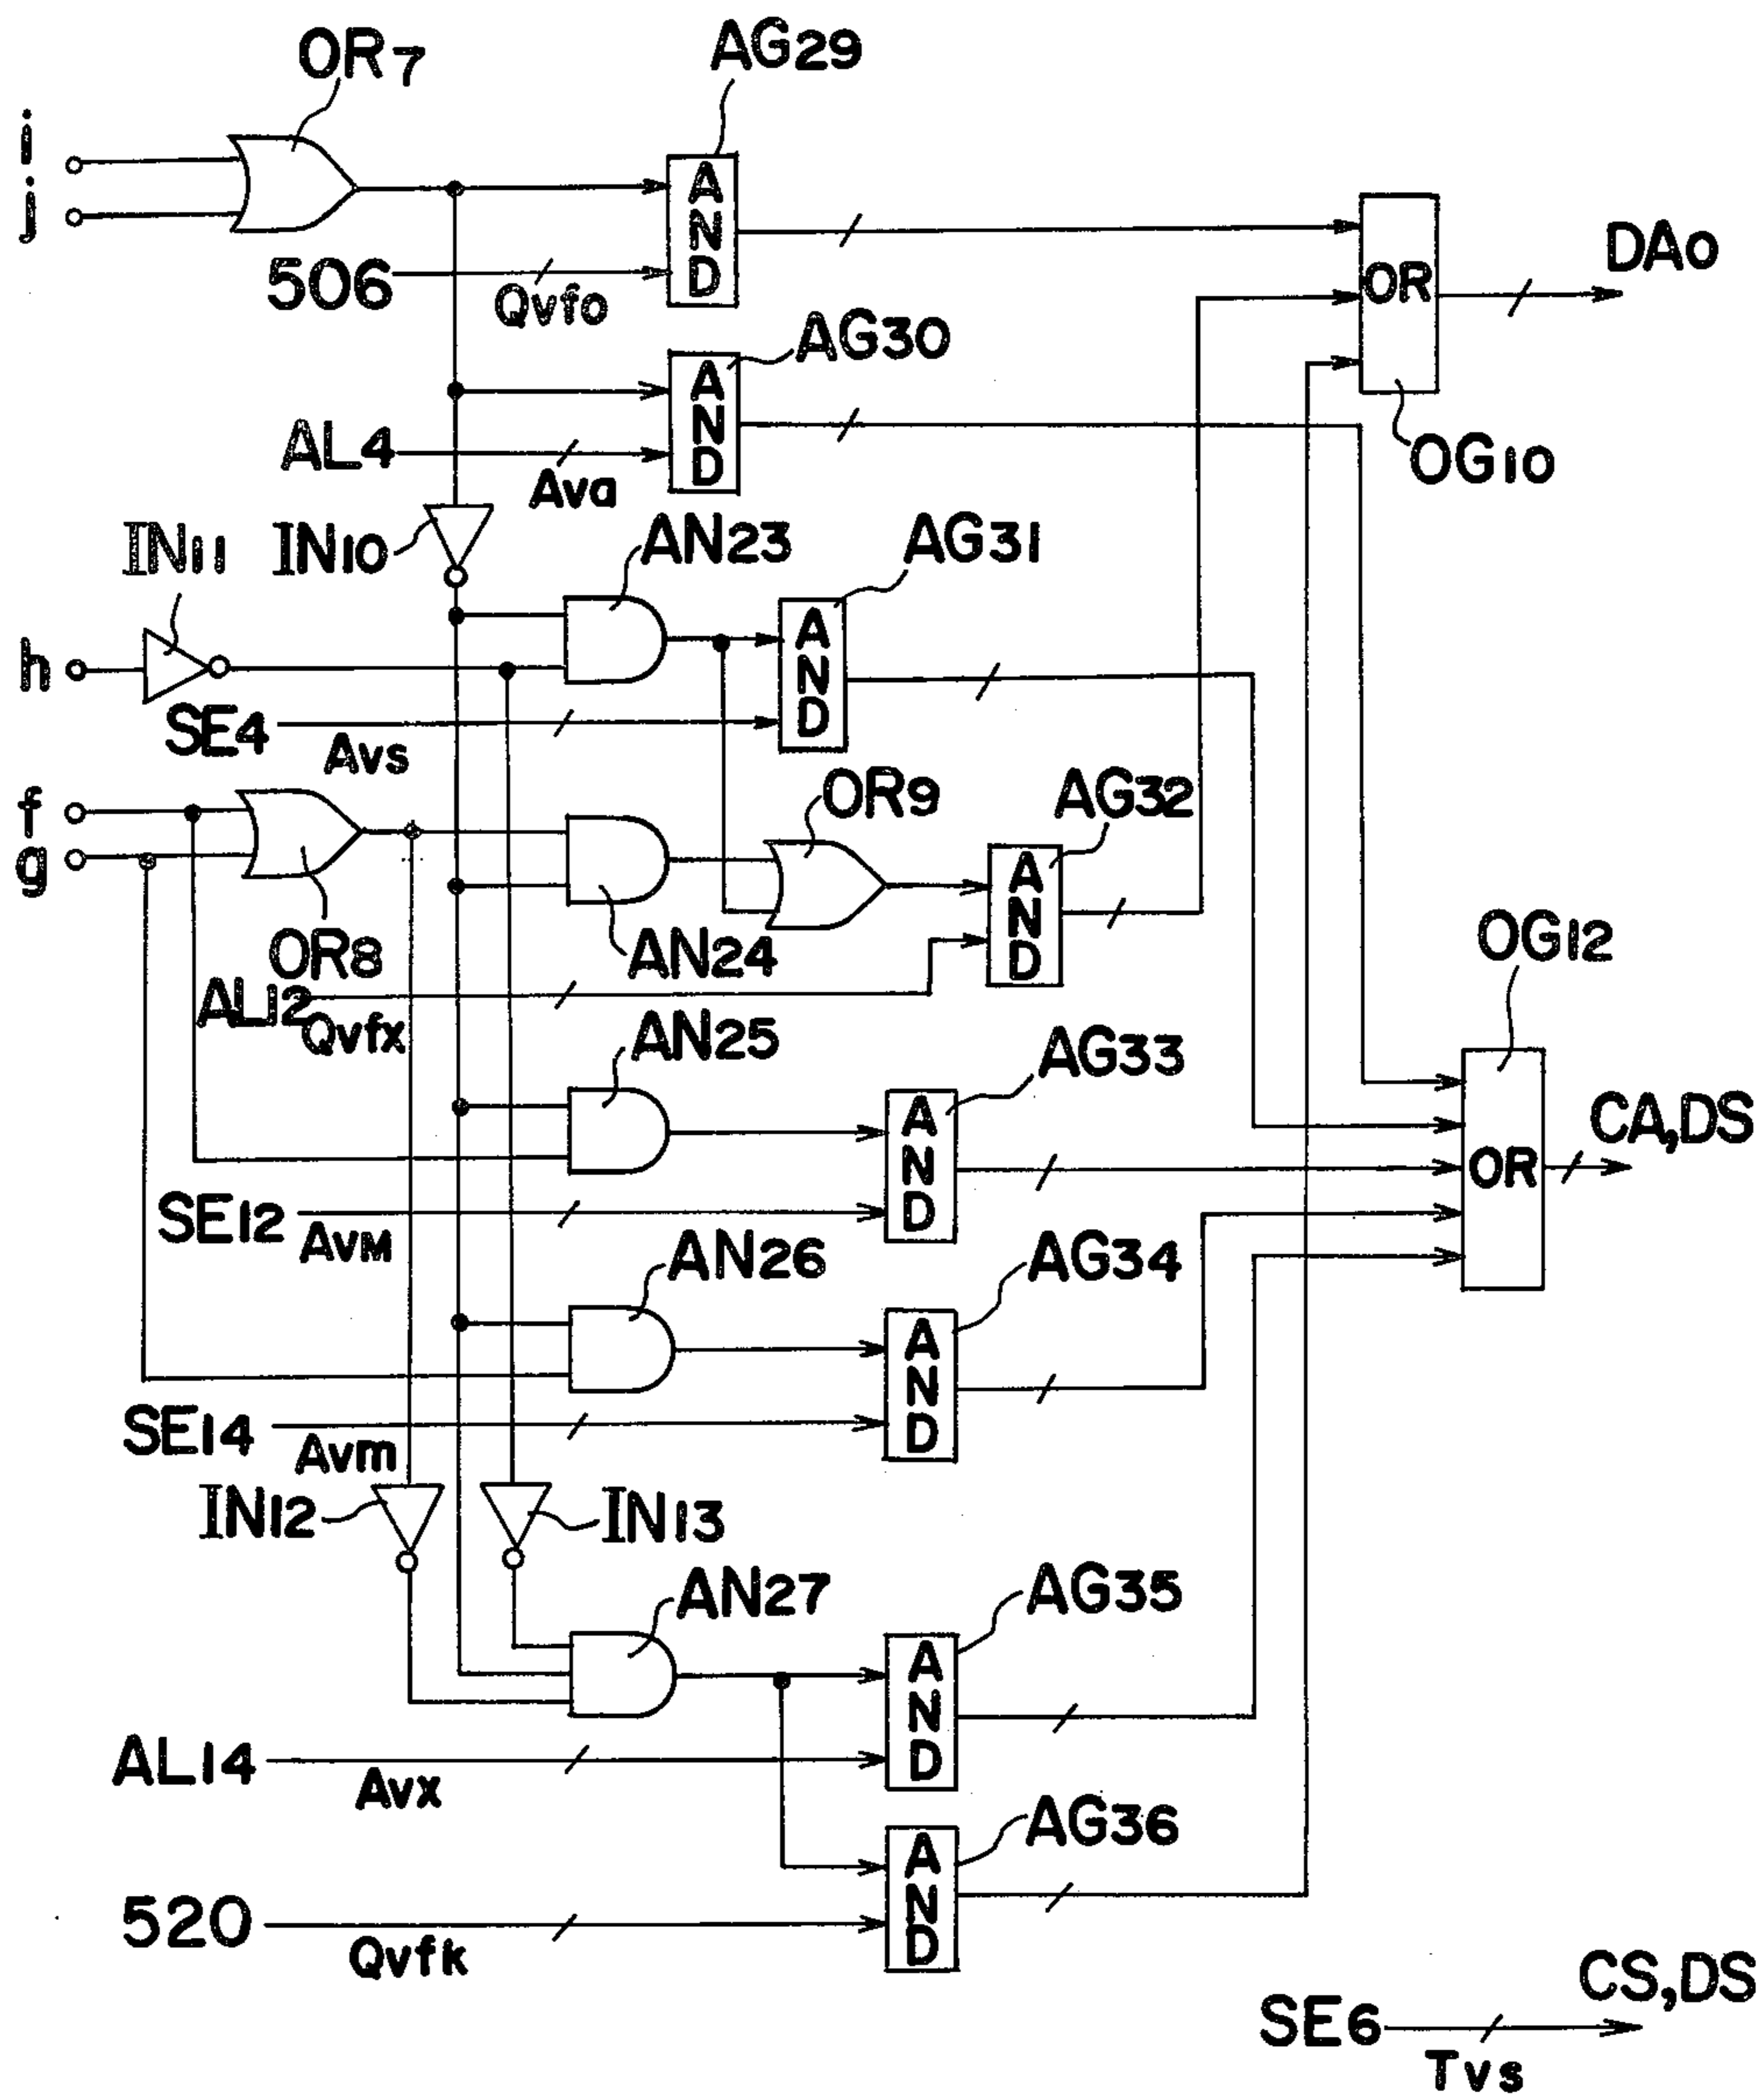 OR7
AG29
i
j
AND
506
Qvfo
OR
DAo
AG30
AND
AL4
Ava
OG10
IN11
IN10
AN23
AG31
h
AND
SE4
Avs
f
g
OR9
AG32
AND
OR8
AN24
OG12
AL12
Qvfx
AN25
AG33
AND
CA,DS
OR
SE12
AvM
AN26
AG34
AND
SE14
Avm
IN12
IN13
AN27
AG35
AND
AL14
Avx
AG36
AND
520
Qvfk
CS,DS
SE6
Tvs